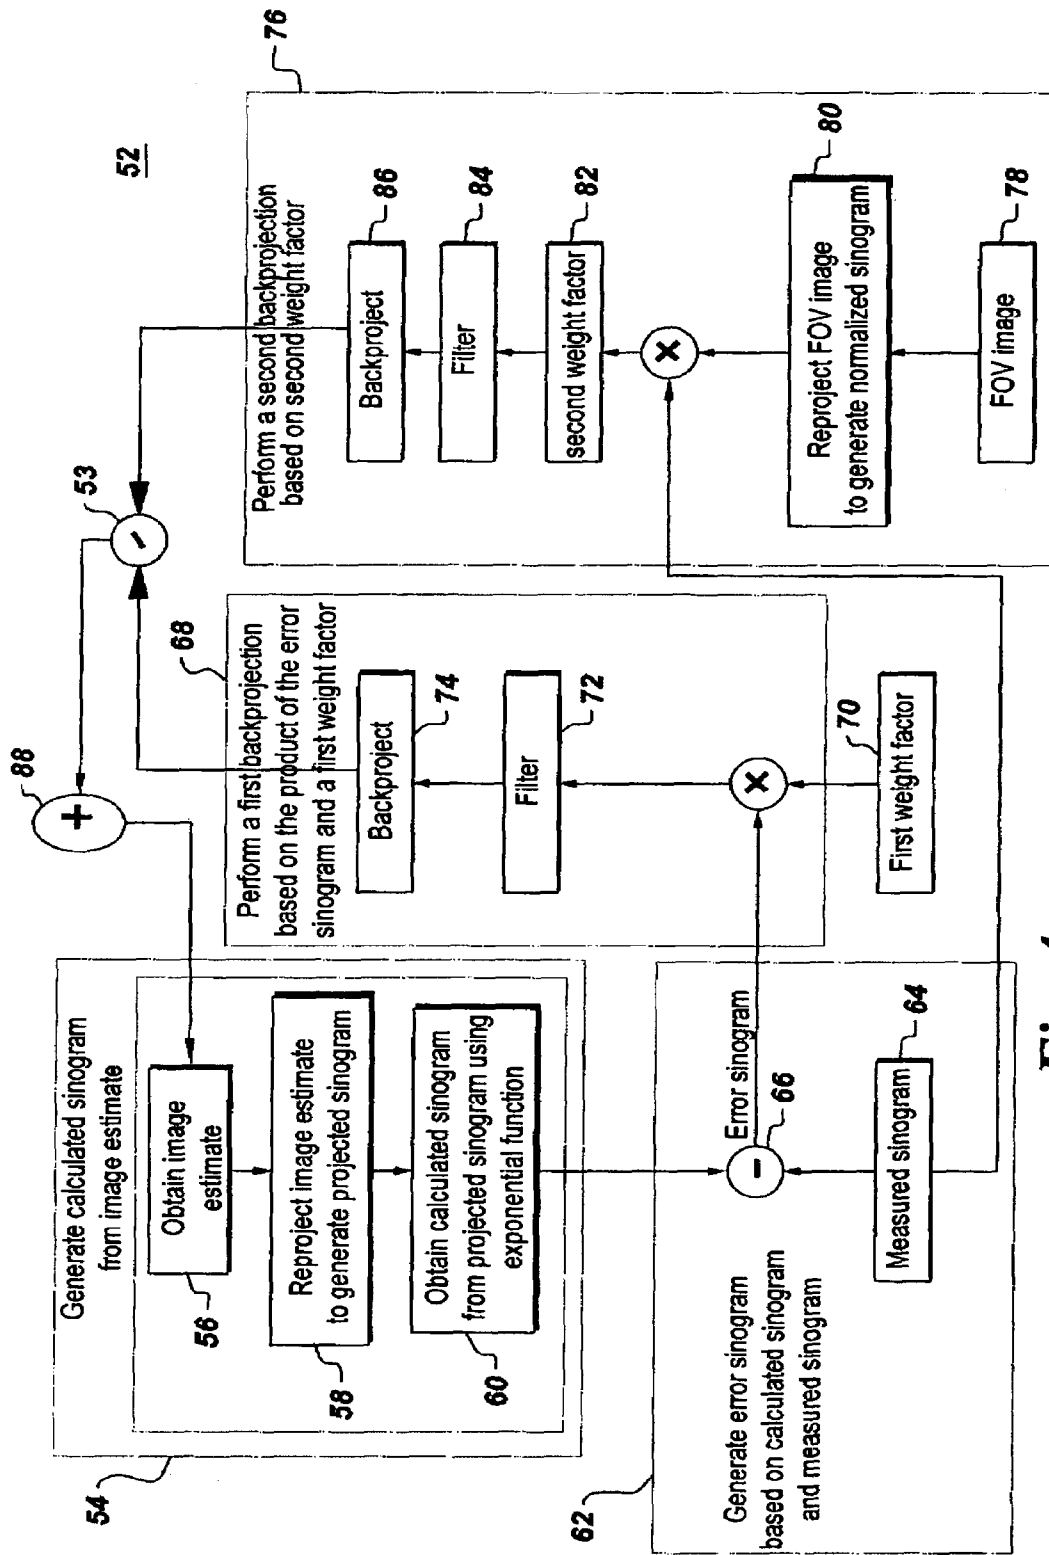 52
Generate calculated sinogram
from image estimate
54
Obtain image
estimate
56
Reproject image estimate
to generate projected sinogram
58
Obtain calculated sinogram
from projected sinogram using
exponential function
60
62
Generate error sinogram
based on calculated sinogram
and measured sinogram
-
66
Error sinogram
Measured sinogram
64
88
+
53
-
68
Perform a first backprojection
based on the product of the error
sinogram and a first weight factor
Backproject
74
Filter
72
X
70
First weight factor
76
Perform a second backprojection
based on second weight factor
Backproject
86
Filter
84
second weight factor
82
X
Reproject FOV image
to generate normalized sinogram
80
FOV image
78